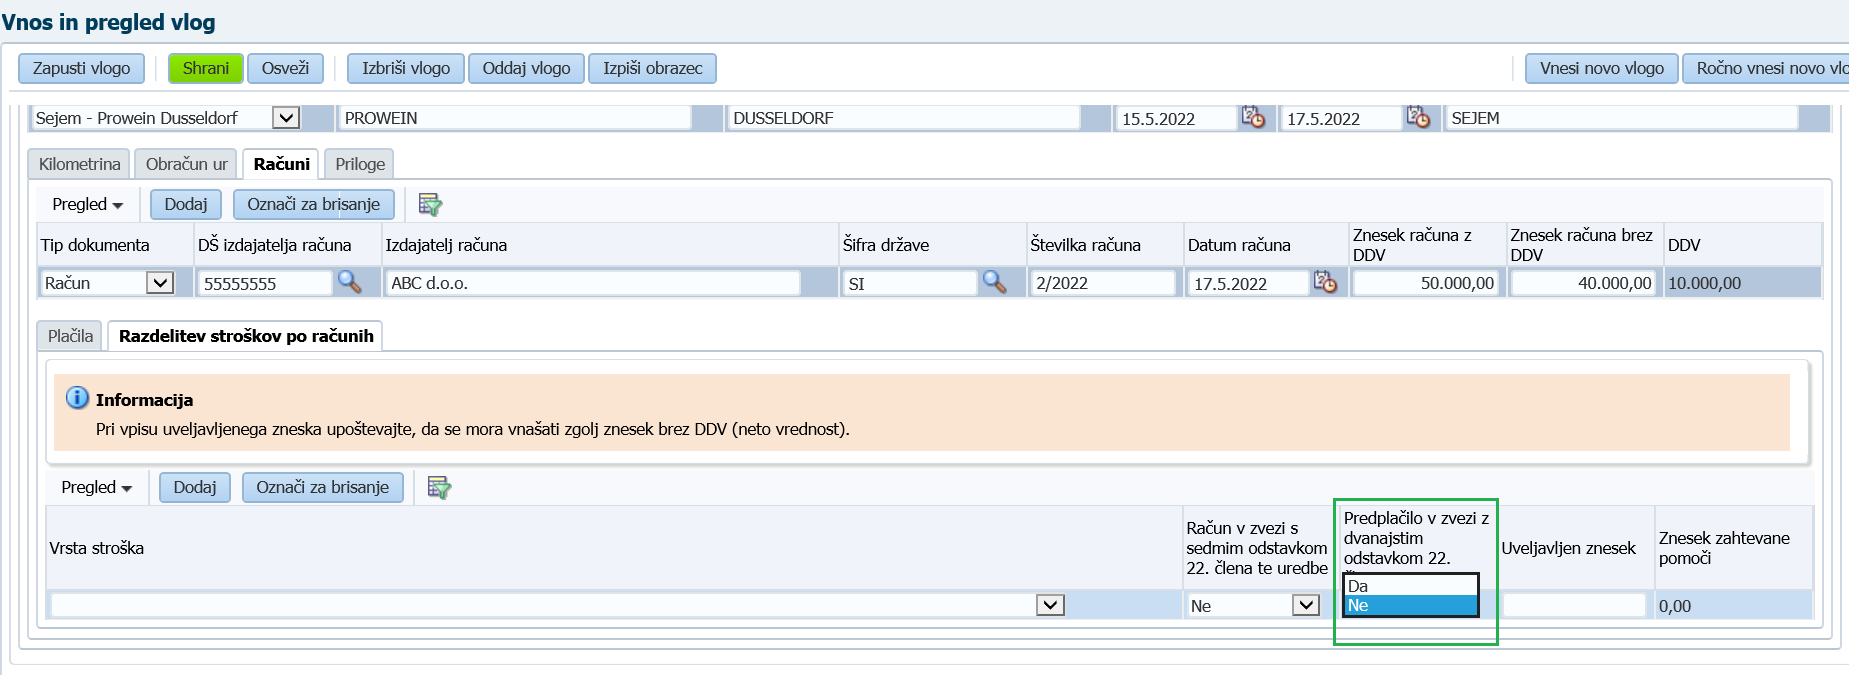 Vnos in pregled vlog
Zapusti vlogo
Shrani
Osveži
Izbriši vlogo
Oddaj vlogo
Izpiši obrazec
Vnesi novo vlogo
Ročno vnesi novo vlo
Sejem - Prowein Dusseldorf
PROWEIN
DUSSELDORF
15.5.2022
17.5.2022
SEJEM
Kilometrina
Obračun ur
Računi
Priloge
Pregled
Dodaj
Označi za brisanje
Tip dokumenta
DŠ izdajatelja računa
Izdajatelj računa
Šifra države
Številka računa
Datum računa
Znesek računa z
DDV
Znesek računa brez
DDV
DDV
Račun
55555555
ABC d.o.o.
SI
2/2022
17.5.2022
50.000,00
40.000,00
10.000,00
Plačila
Razdelitev stroškov po računih
Informacija
Pri vpisu uveljavljenega zneska upoštevajte, da se mora vnašati zgolj znesek brez DDV (neto vrednost).
Pregled
Dodaj
Označi za brisanje
Vrsta stroška
Račun v zvezi s
sedmim odstavkom
22. člena te uredbe
Predplačilo v zvezi z
dvanajstim
odstavkom 22.
Uveljavljen znesek
Znesek zahtevane
pomoči
Ne
Da
Ne
0,00